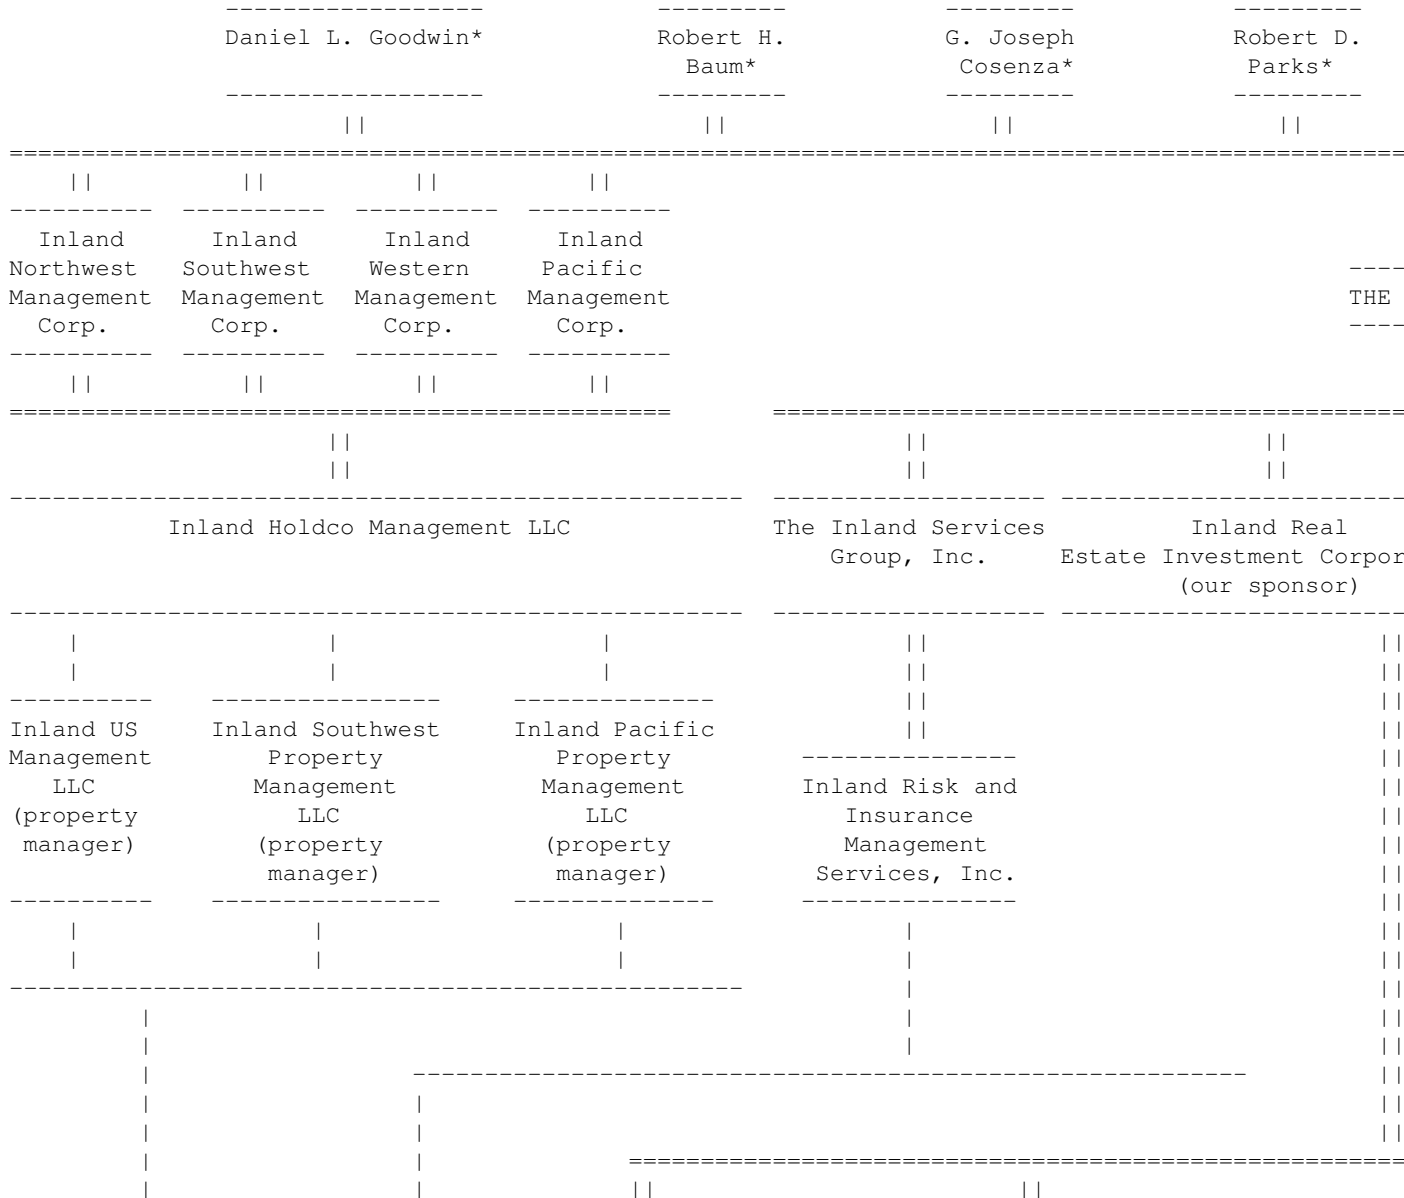 Daniel L. Goodwin* Robert H. G. Joseph Robert D.
Baum* Cosenza* Parks*
Inland Inland Inland Inland
Northwest Southwest Western Pacific
Management Management Management Management THE
Corp. Corp. Corp. Corp.
Inland Holdco Management LLC The Inland Services Inland Real
Group, Inc. Estate Investment Corpor
(our sponsor)
Inland US Inland Southwest Inland Pacific
Management Property Property
LLC Management Management Inland Risk and
(property LLC LLC Insurance
manager) (property (property Management
manager) manager) Services, Inc.